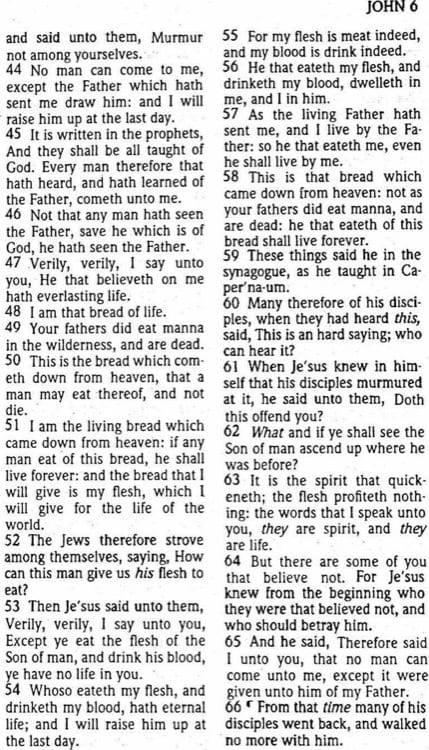 JOHN 6
and said unto them, Murmur
not among yourselves.
44 No man can come to me,
except the Father which hath
sent me draw him: and I will
raise him up at the last day.
45 It is written in the prophets,
And they shall be all taught of
God. Every man therefore that
hath heard, and hath learned of
the Father, cometh unto me.
46 Not that any man hath seen
the Father, save he which is of
God, he hath seen the Father.
47 Verily, verily, I say unto
you, He that believeth on me
hath everlasting life.
48 I am that bread of life.
49 Your fathers did eat manna
in the wilderness, and are dead.
50 This is the bread which com-
eth down from heaven, that a
man may eat thereof, and not
die.
51 I am the living bread which
came down from heaven: if any
man eat of this bread, he shall
live forever: and the bread that I
will give is my flesh, which I
will give for the life of the
world.
52 The Jews therefore strove
among themselves, saying, How
can this man give us his flesh to
eat?
53 Then Je'sus said unto them,
Verily, verily, I say unto you,
Except ye eat the flesh of the
Son of man, and drink his blood,
ye have no life in you.
54 Whoso eateth my flesh, and
drinketh my blood, hath eternal
life; and I will raise him up at
the last day.
55 For my flesh is meat indeed,
and my blood is drink indeed.
56 He that eateth my flesh, and
drinketh my blood, dwelleth in
me, and I in him.
57 As the living Father hath
sent me, and I live by the Fa-
ther: so he that eateth me, even
he shall live by me.
58 This is that bread which
came down from heaven: not as
your fathers did eat manna, and
are dead: he that eateth of this
bread shall live forever.
59 These things said he in the
synagogue, as he taught in Ca-
per'na-um.
60 Many therefore of his disci-
ples, when they had heard this,
said, This is an hard saying; who
can hear it?
61 When Je'sus knew in him-
self that his disciples murmured
at it, he said unto them, Doth
this offend you?
62 What and if ye shall see the
Son of man ascend up where he
was before?
63 It is the spirit that quick-
eneth; the flesh profiteth noth-
ing: the words that I speak unto
you, they are spirit, and they
are life.
64 But there are some of you
that believe not. For Je'sus
knew from the beginning who
they were that believed not, and
who should betray him.
65 And he said, Therefore said
I unto you, that no man can
come unto me, except it were
given unto him of my Father.
66 ¶ From that time many of his
disciples went back, and walked
no more with him.